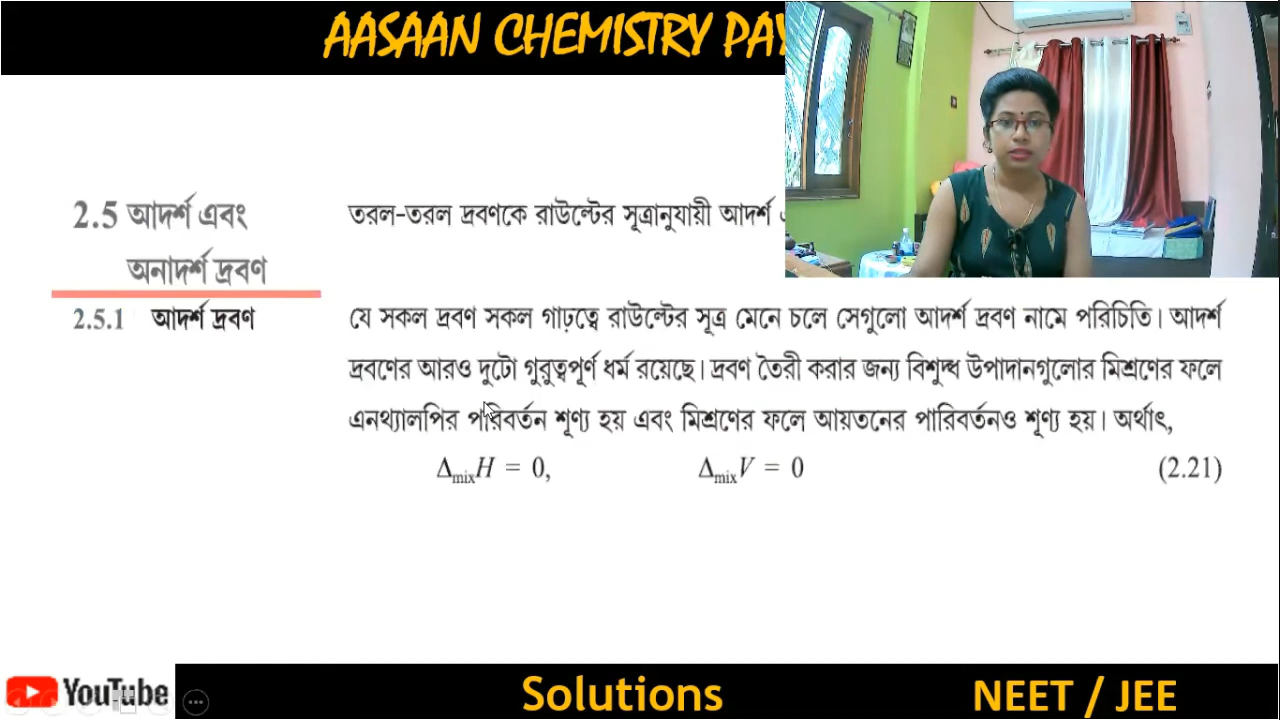 AASAAN CHEMISTRY PAY
2.5 আদর্শ এবং
অনাদর্শ দ্রবণ
তরল-তরল দ্রবণকে রাউল্টের সূত্রানুযায়ী আদর্শ
2.5.1 আদর্শ দ্রবণ
যে সকল দ্রবণ সকল গাঢ়ত্বে রাউল্টের সূত্র মেনে চলে সেগুলো আদর্শ দ্রবণ নামে পরিচিতি। আদর্শ
দ্রবণের আরও দুটো গুরুত্বপূর্ণ ধর্ম রয়েছে। দ্রবণ তৈরী করার জন্য বিশুদ্ধ উপাদানগুলোর মিশ্রণের ফলে
এনথ্যালপির পরিবর্তন শূণ্য হয় এবং মিশ্রণের ফলে আয়তনের পারিবর্তনও শূণ্য হয়। অর্থাৎ,
Δ_mix H = 0, Δ_mix V = 0 (2.21)
YouTube Solutions NEET / JEE